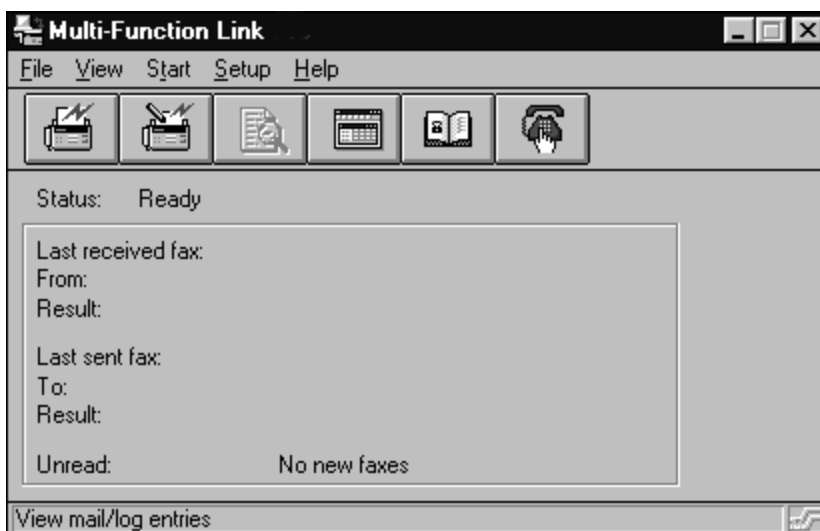 Multi-Function Link
File View Start Setup Help
Status: Ready
Last received fax:
From:
Result:
Last sent fax:
To:
Result:
Unread: No new faxes
View mail/log entries